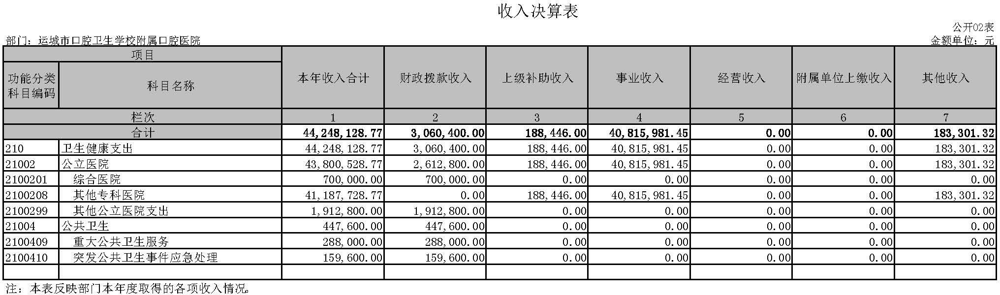 收入决算表
公开02表
部门：运城市口腔卫生学校附属口腔医院 金额单位：元
项目
功能分类科目编码 科目名称 本年收入合计 财政拨款收入 上级补助收入 事业收入 经营收入 附属单位上缴收入 其他收入
栏次 1 2 3 4 5 6 7
合计 44,248,128.77 3,060,400.00 188,446.00 40,815,981.45 0.00 0.00 183,301.32
210 卫生健康支出 44,248,128.77 3,060,400.00 188,446.00 40,815,981.45 0.00 0.00 183,301.32
21002 公立医院 43,800,528.77 2,612,800.00 188,446.00 40,815,981.45 0.00 0.00 183,301.32
2100201 综合医院 700,000.00 700,000.00 0.00 0.00 0.00 0.00 0.00
2100208 其他专科医院 41,187,728.77 0.00 188,446.00 40,815,981.45 0.00 0.00 183,301.32
2100299 其他公立医院支出 1,912,800.00 1,912,800.00 0.00 0.00 0.00 0.00 0.00
21004 公共卫生 447,600.00 447,600.00 0.00 0.00 0.00 0.00 0.00
2100409 重大公共卫生服务 288,000.00 288,000.00 0.00 0.00 0.00 0.00 0.00
2100410 突发公共卫生事件应急处理 159,600.00 159,600.00 0.00 0.00 0.00 0.00 0.00
注：本表反映部门本年度取得的各项收入情况。